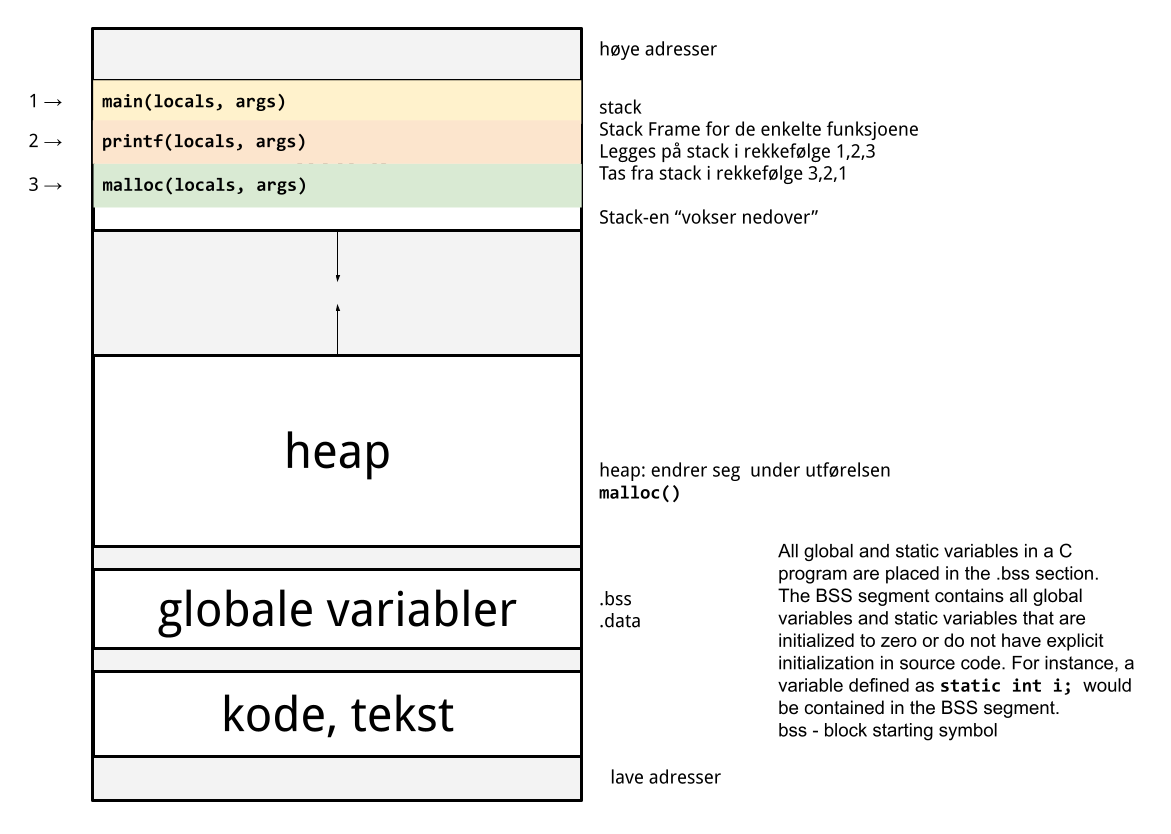 høye adresser
1 → main(locals, args)
stack
Stack Frame for de enkelte funksjoene
2 → printf(locals, args)
Legges på stack i rekkefølge 1,2,3
Tas fra stack i rekkefølge 3,2,1
3 → malloc(locals, args)
Stack-en “vokser nedover”
heap
heap: endrer seg  under utførelsen
malloc()
globale variabler
.bss
.data
All global and static variables in a C
program are placed in the .bss section.
The BSS segment contains all global
variables and static variables that are
initialized to zero or do not have explicit
initialization in source code. For instance, a
variable defined as static int i;  would
be contained in the BSS segment.
bss - block starting symbol
kode, tekst
lave adresser